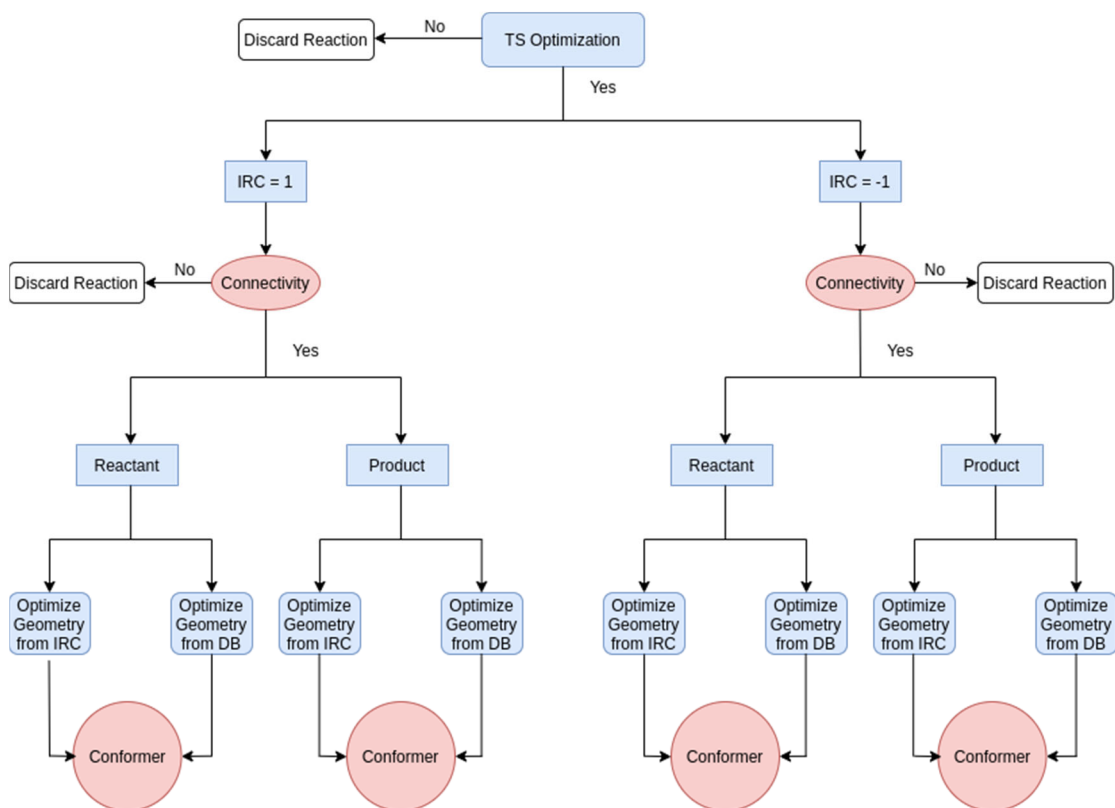 Discard Reaction
No
TS Optimization
Yes
IRC = 1
IRC = -1
Discard Reaction
No
Connectivity
Connectivity
No
Discard Reaction
Yes
Yes
Reactant
Product
Reactant
Product
Optimize
Geometry
from IRC
Optimize
Geometry
from DB
Optimize
Geometry
from IRC
Optimize
Geometry
from DB
Optimize
Geometry
from IRC
Optimize
Geometry
from DB
Optimize
Geometry
from IRC
Optimize
Geometry
from DB
Conformer
Conformer
Conformer
Conformer